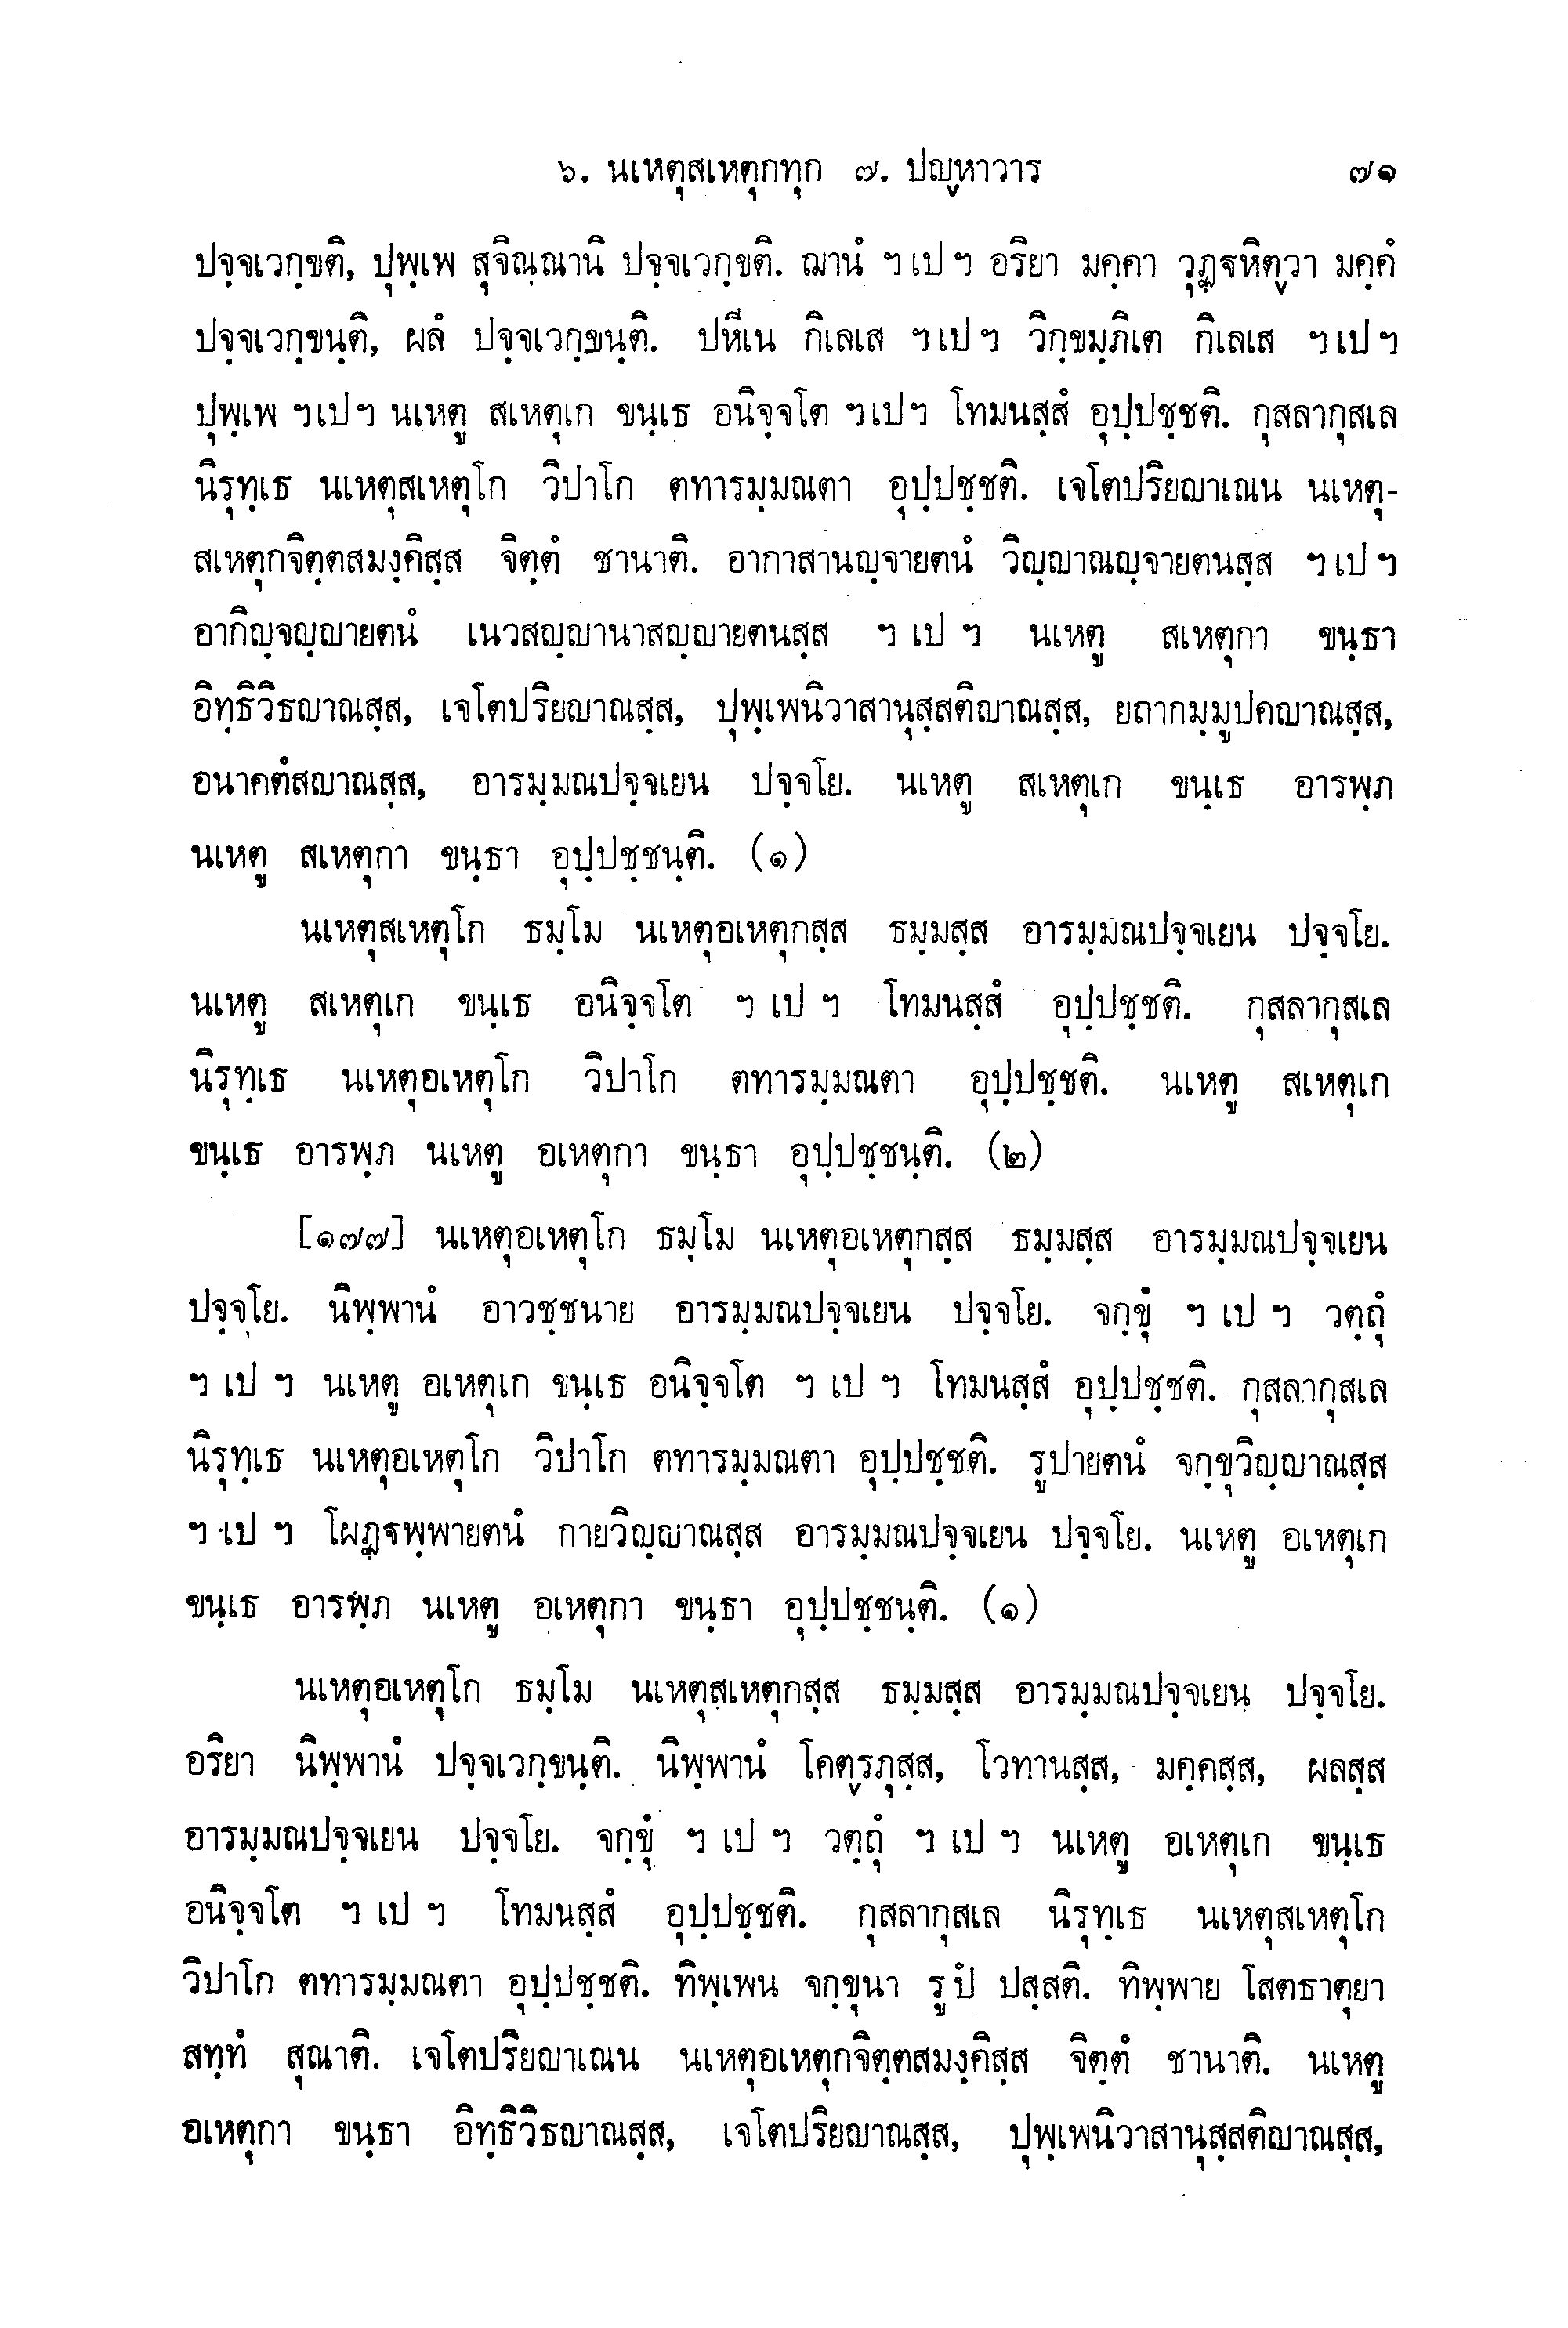 ๖. นเหตุสเหตุกทุก ๗. ปญฺหาวาร ๗๑
ปจฺจเวกฺขติ, ปุพฺเพ สุจิณฺณานิ ปจฺจเวกฺขติ. ฌานํ ฯ เป ฯ อริยา มคฺคา วุฏฺฐหิตฺวา มคฺคํ
ปจฺจเวกฺขนฺติ, ผลํ ปจฺจเวกฺขนฺติ. ปหีเน กิเลเส ฯ เป ฯ วิกฺขมฺภิเต กิเลเส ฯ เป ฯ
ปุพฺเพ ฯ เป ฯ นเหตู สเหตุเก ขนฺเธ อนิจฺจโต ฯ เป ฯ โทมนสฺสํ อุปฺปชฺชติ. กุสลากุสเล
นิรุทฺเธ นเหตุสเหตุโก วิปาโก ตทารมฺมณตา อุปฺปชฺชติ. เจโตปริยญาเณน นเหตุ-
สเหตุกจิตฺตสมงฺคิสฺส จิตฺตํ ชานาติ. อากาสานญฺจายตนํ วิญฺญาณญฺจายตนสฺส ฯ เป ฯ
อากิญฺจญฺญายตนํ เนวสญฺญานาสญฺญายตนสฺส ฯ เป ฯ นเหตู สเหตุกา ขนฺธา
อิทฺธิวิธญาณสฺส, เจโตปริยญาณสฺส, ปุพฺเพนิวาสานุสฺสติญาณสฺส, ยถากมฺมูปคญาณสฺส,
อนาคตํสญาณสฺส, อารมฺมณปจฺจเยน ปจฺจโย. นเหตู สเหตุเก ขนฺเธ อารพฺภ
นเหตู สเหตุกา ขนฺธา อุปฺปชฺชนฺติ. (๑)
นเหตุสเหตุโก ธมฺโม นเหตุอเหตุกสฺส ธมฺมสฺส อารมฺมณปจฺจเยน ปจฺจโย.
นเหตู สเหตุเก ขนฺเธ อนิจฺจโต ฯ เป ฯ โทมนสฺสํ อุปฺปชฺชติ. กุสลากุสเล
นิรุทฺเธ นเหตุอเหตุโก วิปาโก ตทารมฺมณตา อุปฺปชฺชติ. นเหตู สเหตุเก
ขนฺเธ อารพฺภ นเหตู อเหตุกา ขนฺธา อุปฺปชฺชนฺติ. (๒)
[๑๗๗] นเหตุอเหตุโก ธมฺโม นเหตุอเหตุกสฺส ธมฺมสฺส อารมฺมณปจฺจเยน
ปจฺจโย. นิพฺพานํ อาวชฺชนาย อารมฺมณปจฺจเยน ปจฺจโย. จกฺขุํ ฯ เป ฯ วตฺถุํ
ฯ เป ฯ นเหตู อเหตุเก ขนฺเธ อนิจฺจโต ฯ เป ฯ โทมนสฺสํ อุปฺปชฺชติ. กุสลากุสเล
นิรุทฺเธ นเหตุอเหตุโก วิปาโก ตทารมฺมณตา อุปฺปชฺชติ. รูปายตนํ จกฺขุวิญฺญาณสฺส
ฯ เป ฯ โผฏฺฐพฺพายตนํ กายวิญฺญาณสฺส อารมฺมณปจฺจเยน ปจฺจโย. นเหตู อเหตุเก
ขนฺเธ อารพฺภ นเหตู อเหตุกา ขนฺธา อุปฺปชฺชนฺติ. (๑)
นเหตุอเหตุโก ธมฺโม นเหตุสเหตุกสฺส ธมฺมสฺส อารมฺมณปจฺจเยน ปจฺจโย.
อริยา นิพฺพานํ ปจฺจเวกฺขนฺติ. นิพฺพานํ โคตฺรภุสฺส, โวทานสฺส, มคฺคสฺส, ผลสฺส
อารมฺมณปจฺจเยน ปจฺจโย. จกฺขุํ ฯ เป ฯ วตฺถุํ ฯ เป ฯ นเหตู อเหตุเก ขนฺเธ
อนิจฺจโต ฯ เป ฯ โทมนสฺสํ อุปฺปชฺชติ. กุสลากุสเล นิรุทฺเธ นเหตุสเหตุโก
วิปาโก ตทารมฺมณตา อุปฺปชฺชติ. ทิพฺเพน จกฺขุนา รูปํ ปสฺสติ. ทิพฺพาย โสตธาตุยา
สทฺทํ สุณาติ. เจโตปริยญาเณน นเหตุอเหตุกจิตฺตสมงฺคิสฺส จิตฺตํ ชานาติ. นเหตู
อเหตุกา ขนฺธา อิทฺธิวิธญาณสฺส, เจโตปริยญาณสฺส, ปุพฺเพนิวาสานุสฺสติญาณสฺส,